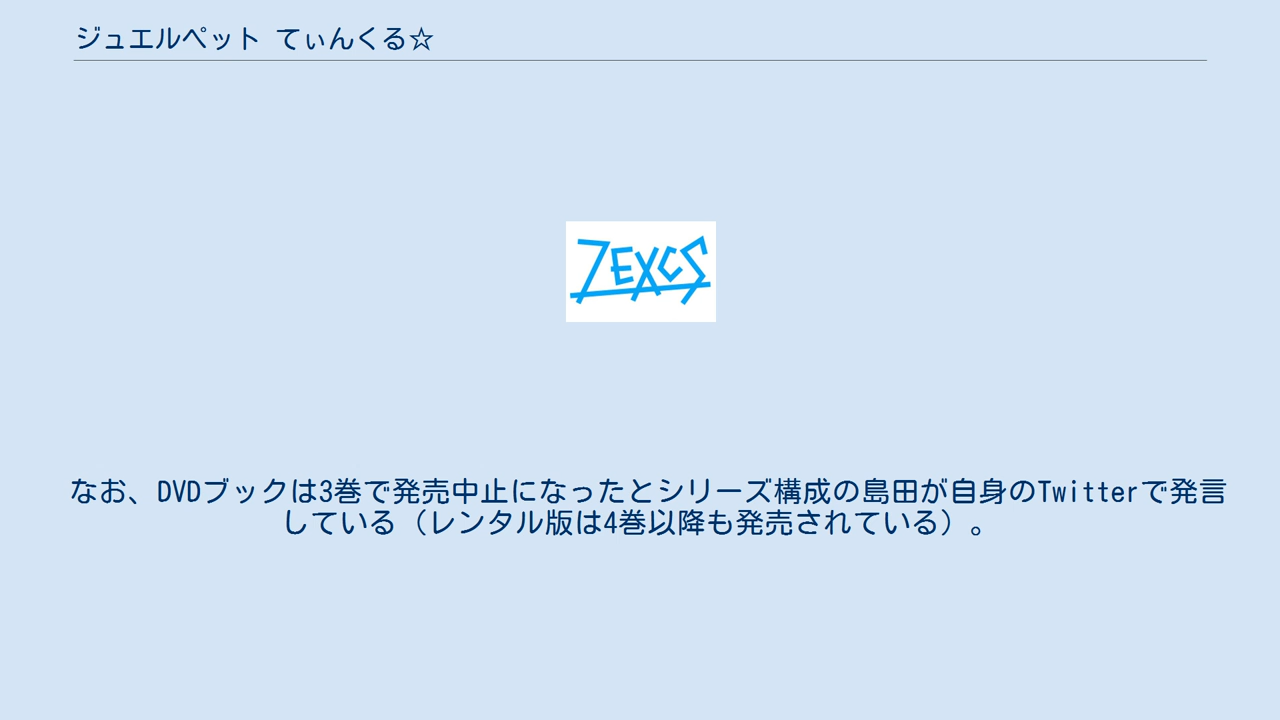 ジュエルペット てぃんくる☆
ZEXCS
なお、DVDブックは3巻で発売中止になったとシリーズ構成の島田が自身のTwitterで発言
している（レンタル版は4巻以降も発売されている）。